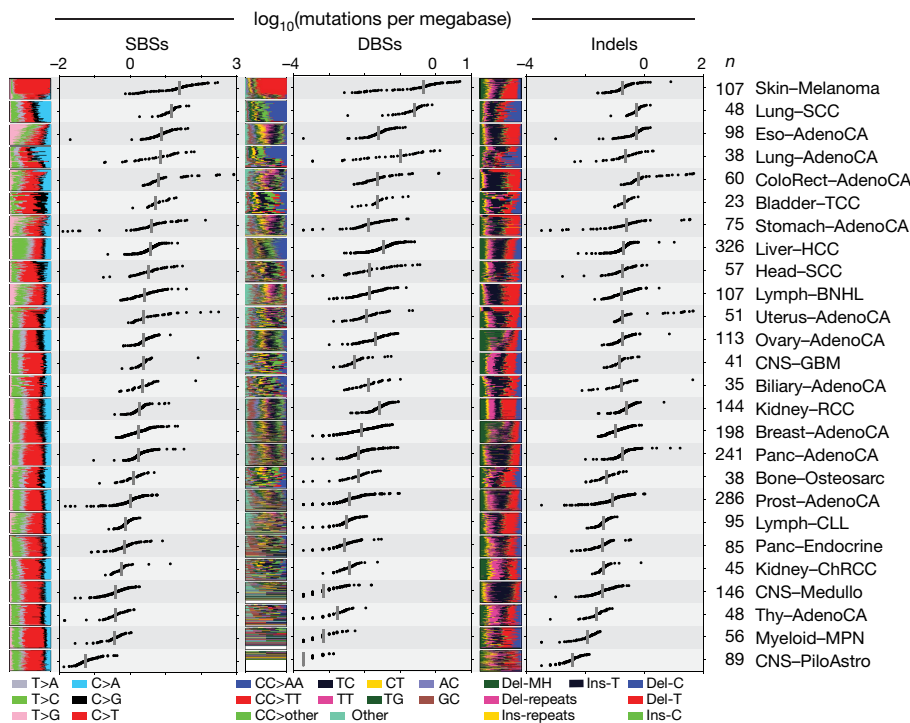 log10(mutations per megabase)
SBSs DBSs Indels
−2 0 3 −4 0 1 −4 0 2 n
107 Skin–Melanoma
48 Lung–SCC
98 Eso–AdenoCA
38 Lung–AdenoCA
60 ColoRect–AdenoCA
23 Bladder–TCC
75 Stomach–AdenoCA
326 Liver–HCC
57 Head–SCC
107 Lymph–BNHL
51 Uterus–AdenoCA
113 Ovary–AdenoCA
41 CNS–GBM
35 Biliary–AdenoCA
144 Kidney–RCC
198 Breast–AdenoCA
241 Panc–AdenoCA
38 Bone–Osteosarc
286 Prost–AdenoCA
95 Lymph–CLL
85 Panc–Endocrine
45 Kidney–ChRCC
146 CNS–Medullo
48 Thy–AdenoCA
56 Myeloid–MPN
89 CNS–PiloAstro
T>A C>A CC>AA TC CT AC Del-MH Ins-T Del-C
T>C C>G CC>TT TT TG GC Del-repeats Del-T
T>G C>T CC>other Other Ins-repeats Ins-C